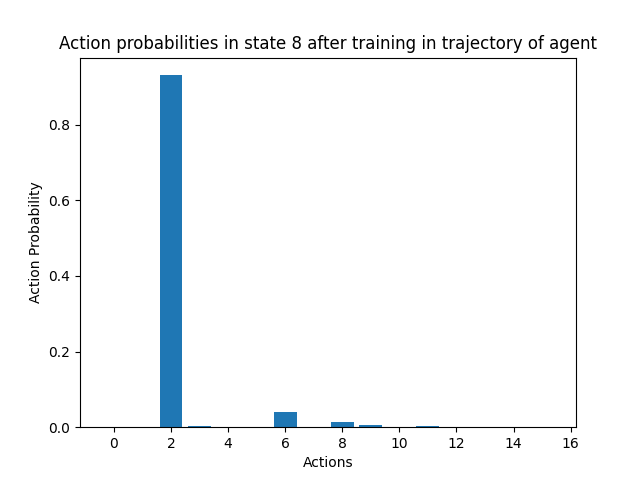 Action probabilities in state 8 after training in trajectory of agent
Action Probability
0.8
0.6
0.4
0.2
0.0
0 2 4 6 8 10 12 14 16
Actions